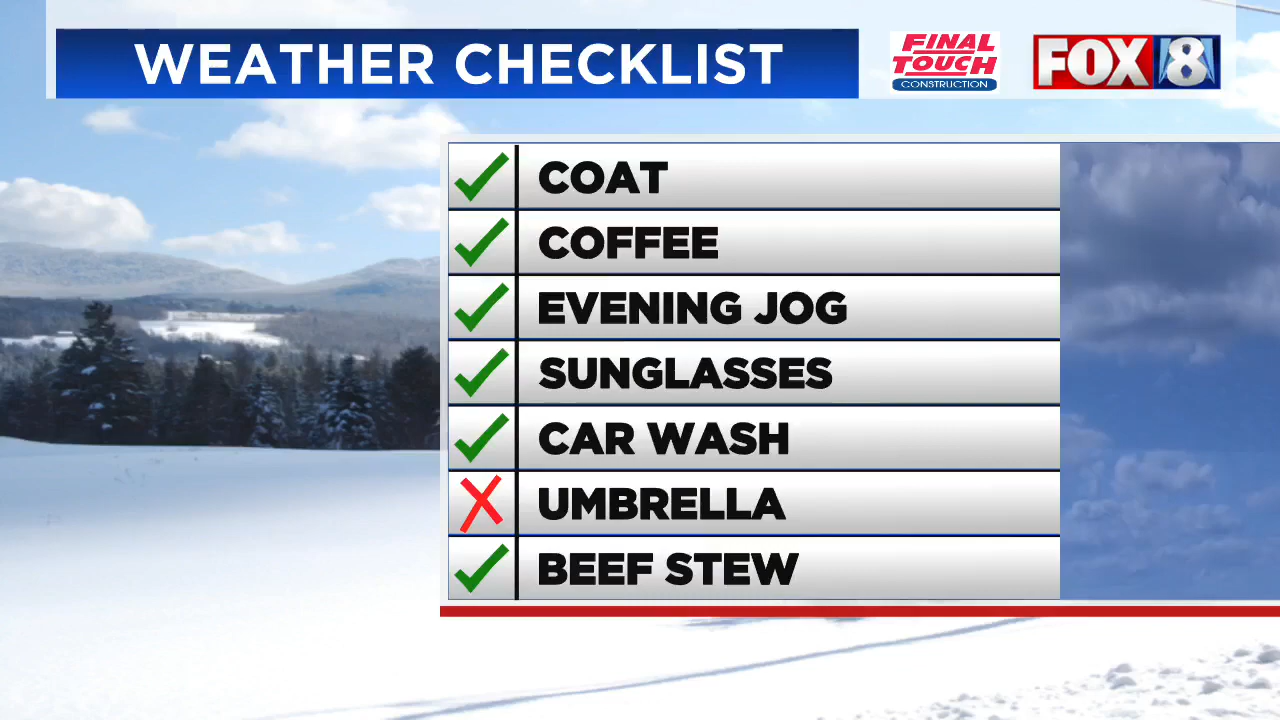 WEATHER CHECKLIST
FINAL
TOUCH
CONSTRUCTION
FOX 8
COAT
COFFEE
EVENING JOG
SUNGLASSES
CAR WASH
UMBRELLA
BEEF STEW